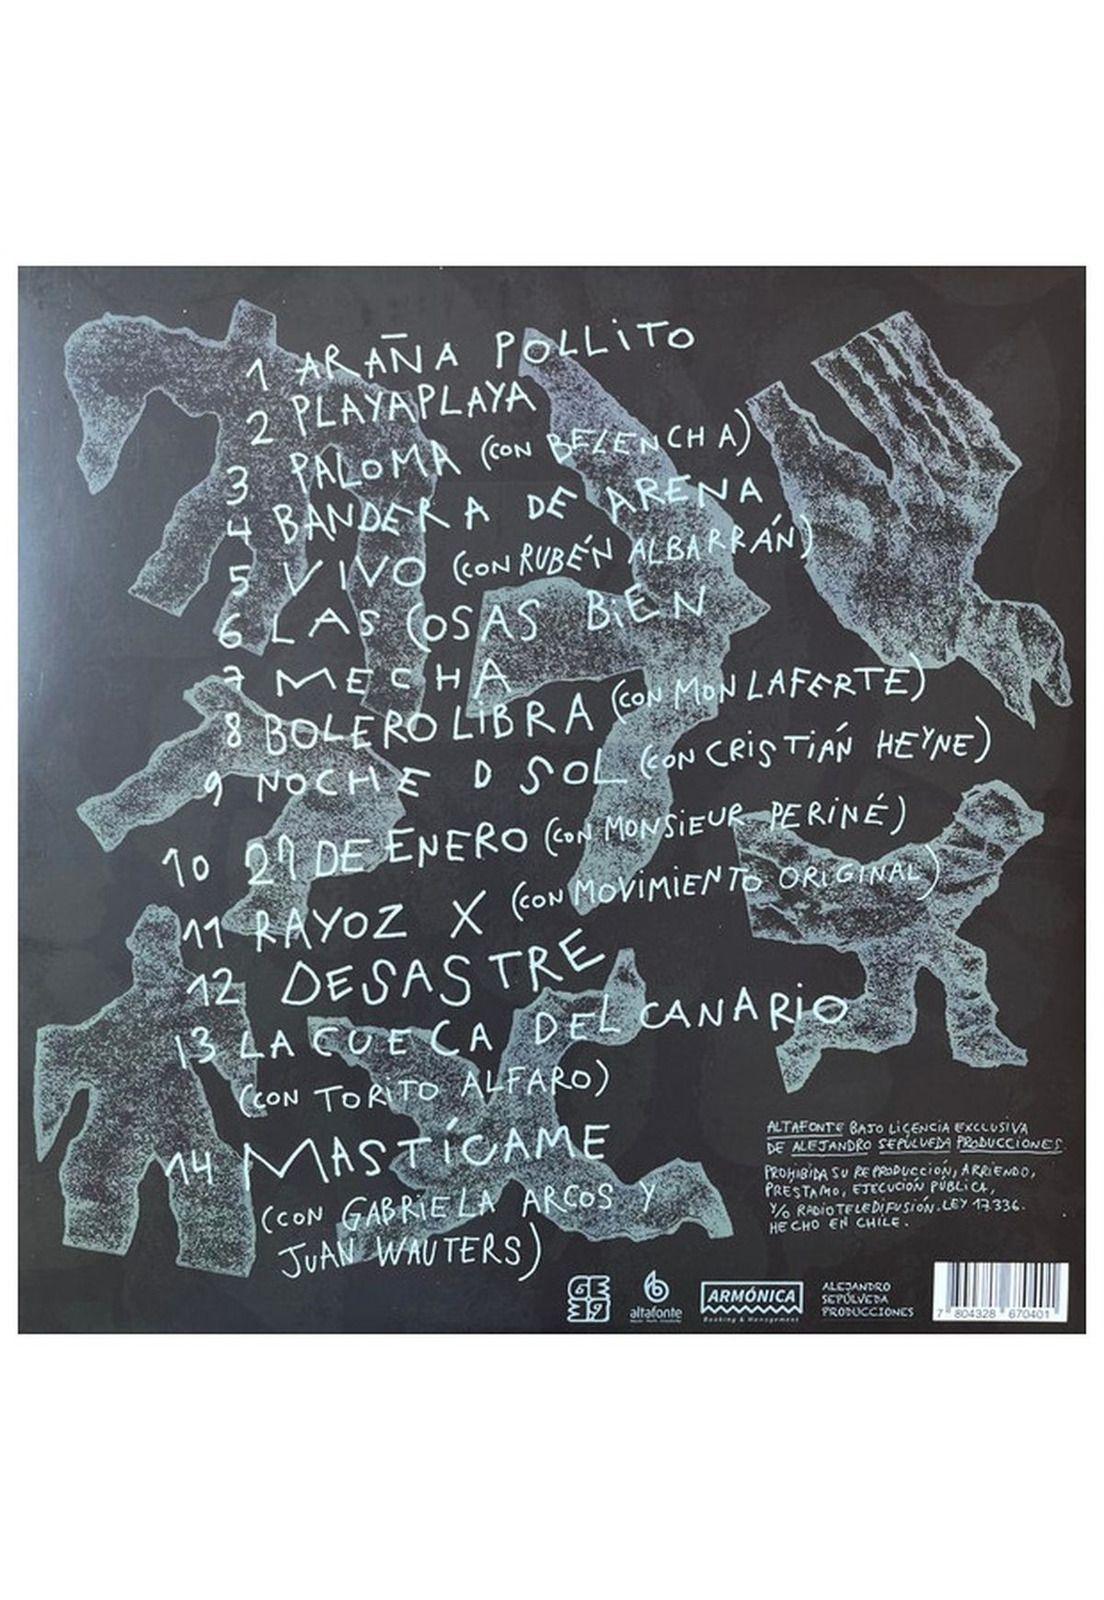 1 ARAÑA POLLITO
2 PLAYAPLAYA
3 PALOMA (CON BELENCHA)
4 BANDERA DE ARENA
5 VIVO (CON RUBÉN ALBARRÁN)
6 LAS COSAS BIEN
7 MECHA
8 BOLERO LIBRA (CON MON LAFERTE)
9 NOCHE D SOL (CON CRISTIÁN HEYNE)
10 27 DE ENERO (CON MONSIEUR PERINÉ)
11 RAYOZ X (CON MOVIMIENTO ORIGINAL)
12 DESASTRE
13 LA CUECA DEL CANARIO
(CON TORITO ALFARO)
14 MASTÍCAME
(CON GABRIELA ARCOS Y
JUAN WAUTERS)
ALTAFONTE BAJO LICENCIA EXCLUSIVA
DE ALEJANDRO SEPÚLVEDA PRODUCCIONES.
PROHIBIDA SU REPRODUCCIÓN, ARRIENDO,
PRESTAMO, EJECUCIÓN PÚBLICA,
Y/O RADIOTELEDIFUSIÓN. LEY 17.336.
HECHO EN CHILE.
altafonte
ARMÓNICA
Booking & Management
ALEJANDRO
SEPÚLVEDA
PRODUCCIONES
7 804328 670401